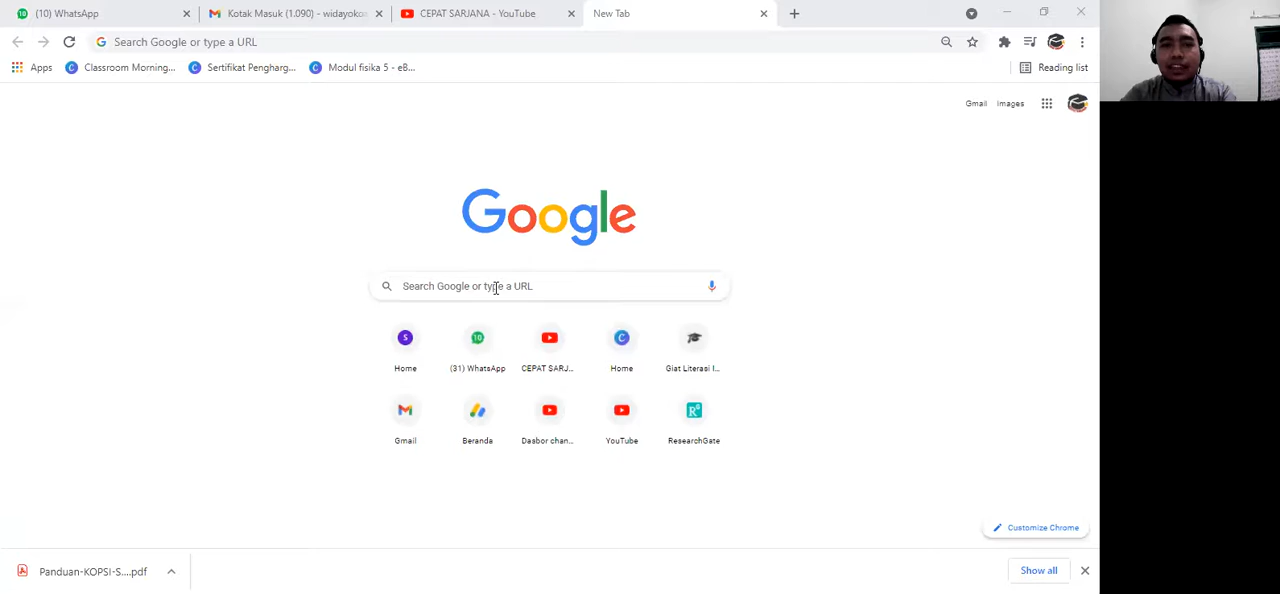 (10) WhatsApp
Kotak Masuk (1.090) - widayoko
CEPAT SARJANA - YouTube
New Tab
Search Google or type a URL
Apps
Classroom Morning...
Sertifikat Pengharg...
Modul fisika 5 - eB...
Reading list
Gmail
Images
Google
Search Google or type a URL
S
10
C
R
Home
(31) WhatsApp
CEPAT SARJ...
Home
Giat Literasi I...
Gmail
Beranda
Dasbor chan...
YouTube
ResearchGate
Customize Chrome
Panduan-KOPSI-S....pdf
Show all